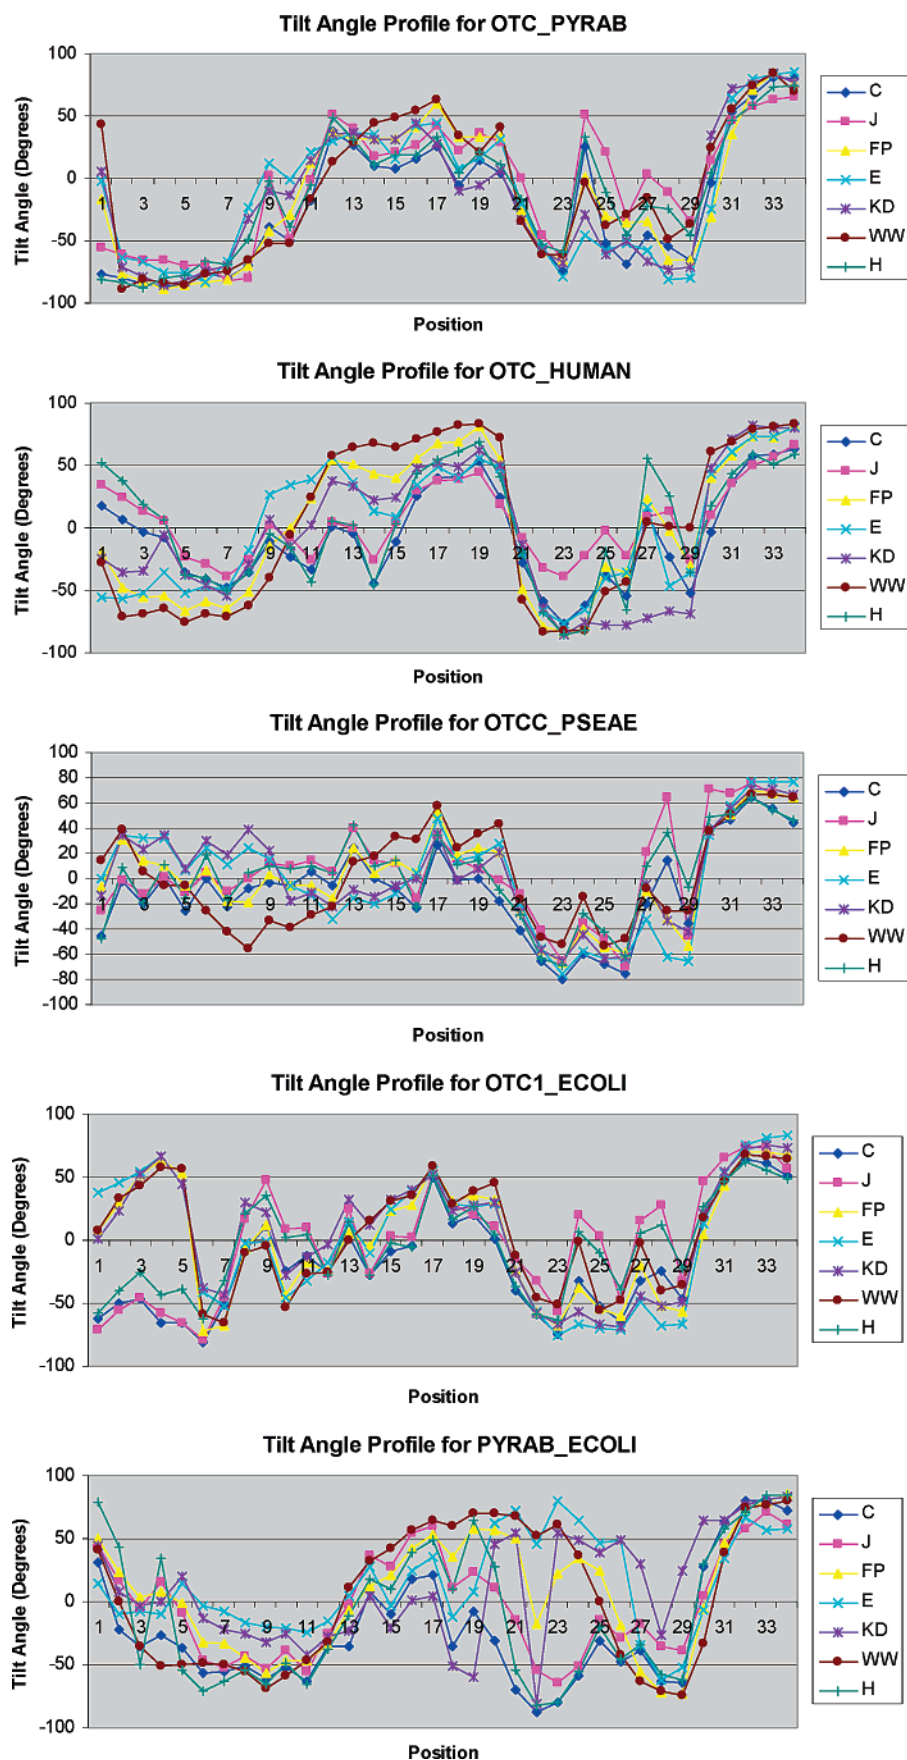 Tilt Angle Profile for OTC_PYRAB
Tilt Angle (Degrees)
100
50
0
-50
-100
1 3 5 7 9 11 13 15 17 19 21 23 25 27 29 31 33
Position
C
J
FP
E
KD
WW
H
Tilt Angle Profile for OTC_HUMAN
Tilt Angle (Degrees)
100
50
0
-50
-100
1 3 5 7 9 11 13 15 17 19 21 23 25 27 29 31 33
Position
C
J
FP
E
KD
WW
H
Tilt Angle Profile for OTCC_PSEAE
Tilt Angle (Degrees)
100
80
60
40
20
0
-20
-40
-60
-80
-100
1 3 5 7 9 11 13 15 17 19 21 23 25 27 29 31 33
Position
C
J
FP
E
KD
WW
H
Tilt Angle Profile for OTC1_ECOLI
Tilt Angle (Degrees)
100
50
0
-50
-100
1 3 5 7 9 11 13 15 17 19 21 23 25 27 29 31 33
Position
C
J
FP
E
KD
WW
H
Tilt Angle Profile for PYRAB_ECOLI
Tilt Angle (Degrees)
100
50
0
-50
-100
1 3 5 7 9 11 13 15 17 19 21 23 25 27 29 31 33
Position
C
J
FP
E
KD
WW
H